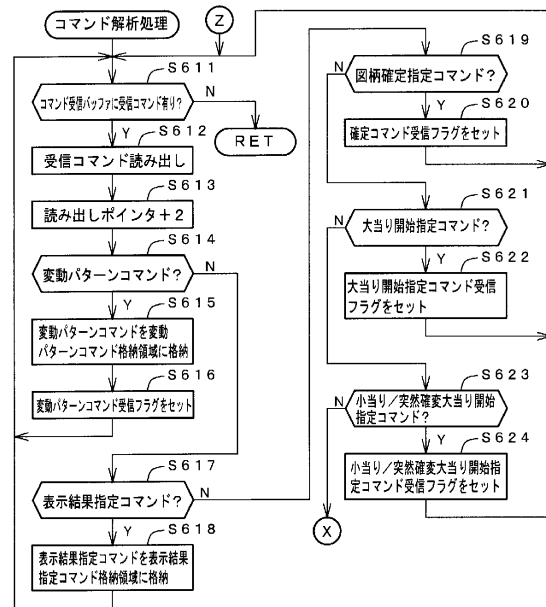 コマンド解析処理
Z
S611
コマンド受信バッファに受信コマンド有り？
N
RET
Y
S612
受信コマンド読み出し
S613
読み出しポインタ＋２
S614
変動パターンコマンド？
N
Y
S615
変動パターンコマンドを変動
パターンコマンド格納領域に格納
S616
変動パターンコマンド受信フラグをセット
S617
表示結果指定コマンド？
N
Y
S618
表示結果指定コマンドを表示結果
指定コマンド格納領域に格納
S619
N
図柄確定指定コマンド？
Y
S620
確定コマンド受信フラグをセット
S621
N
大当り開始指定コマンド？
Y
S622
大当り開始指定コマンド受信
フラグをセット
S623
N
小当り／突然確変大当り開始
指定コマンド？
Y
S624
小当り／突然確変大当り開始指
定コマンド受信フラグをセット
X